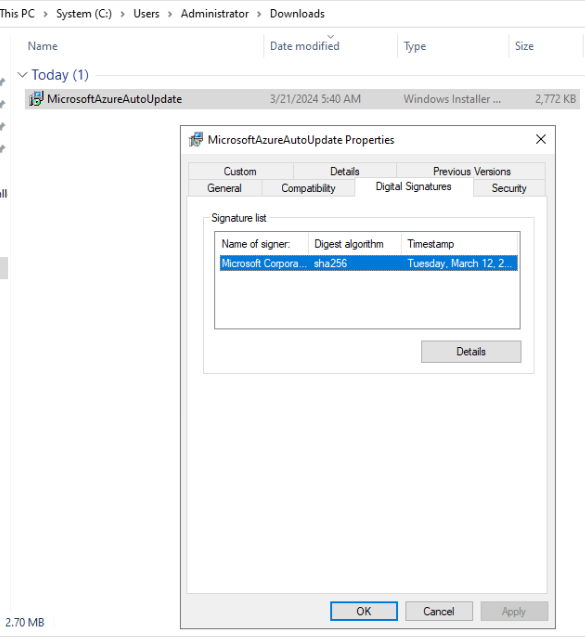 This PC > System (C:) > Users > Administrator > Downloads
Name Date modified Type Size
Today (1)
MicrosoftAzureAutoUpdate 3/21/2024 5:40 AM Windows Installer ... 2,772 KB
MicrosoftAzureAutoUpdate Properties
Custom Details Previous Versions
General Compatibility Digital Signatures Security
Signature list
Name of signer: Digest algorithm Timestamp
Microsoft Corpora... sha256 Tuesday, March 12, 2...
Details
OK Cancel Apply
2.70 MB